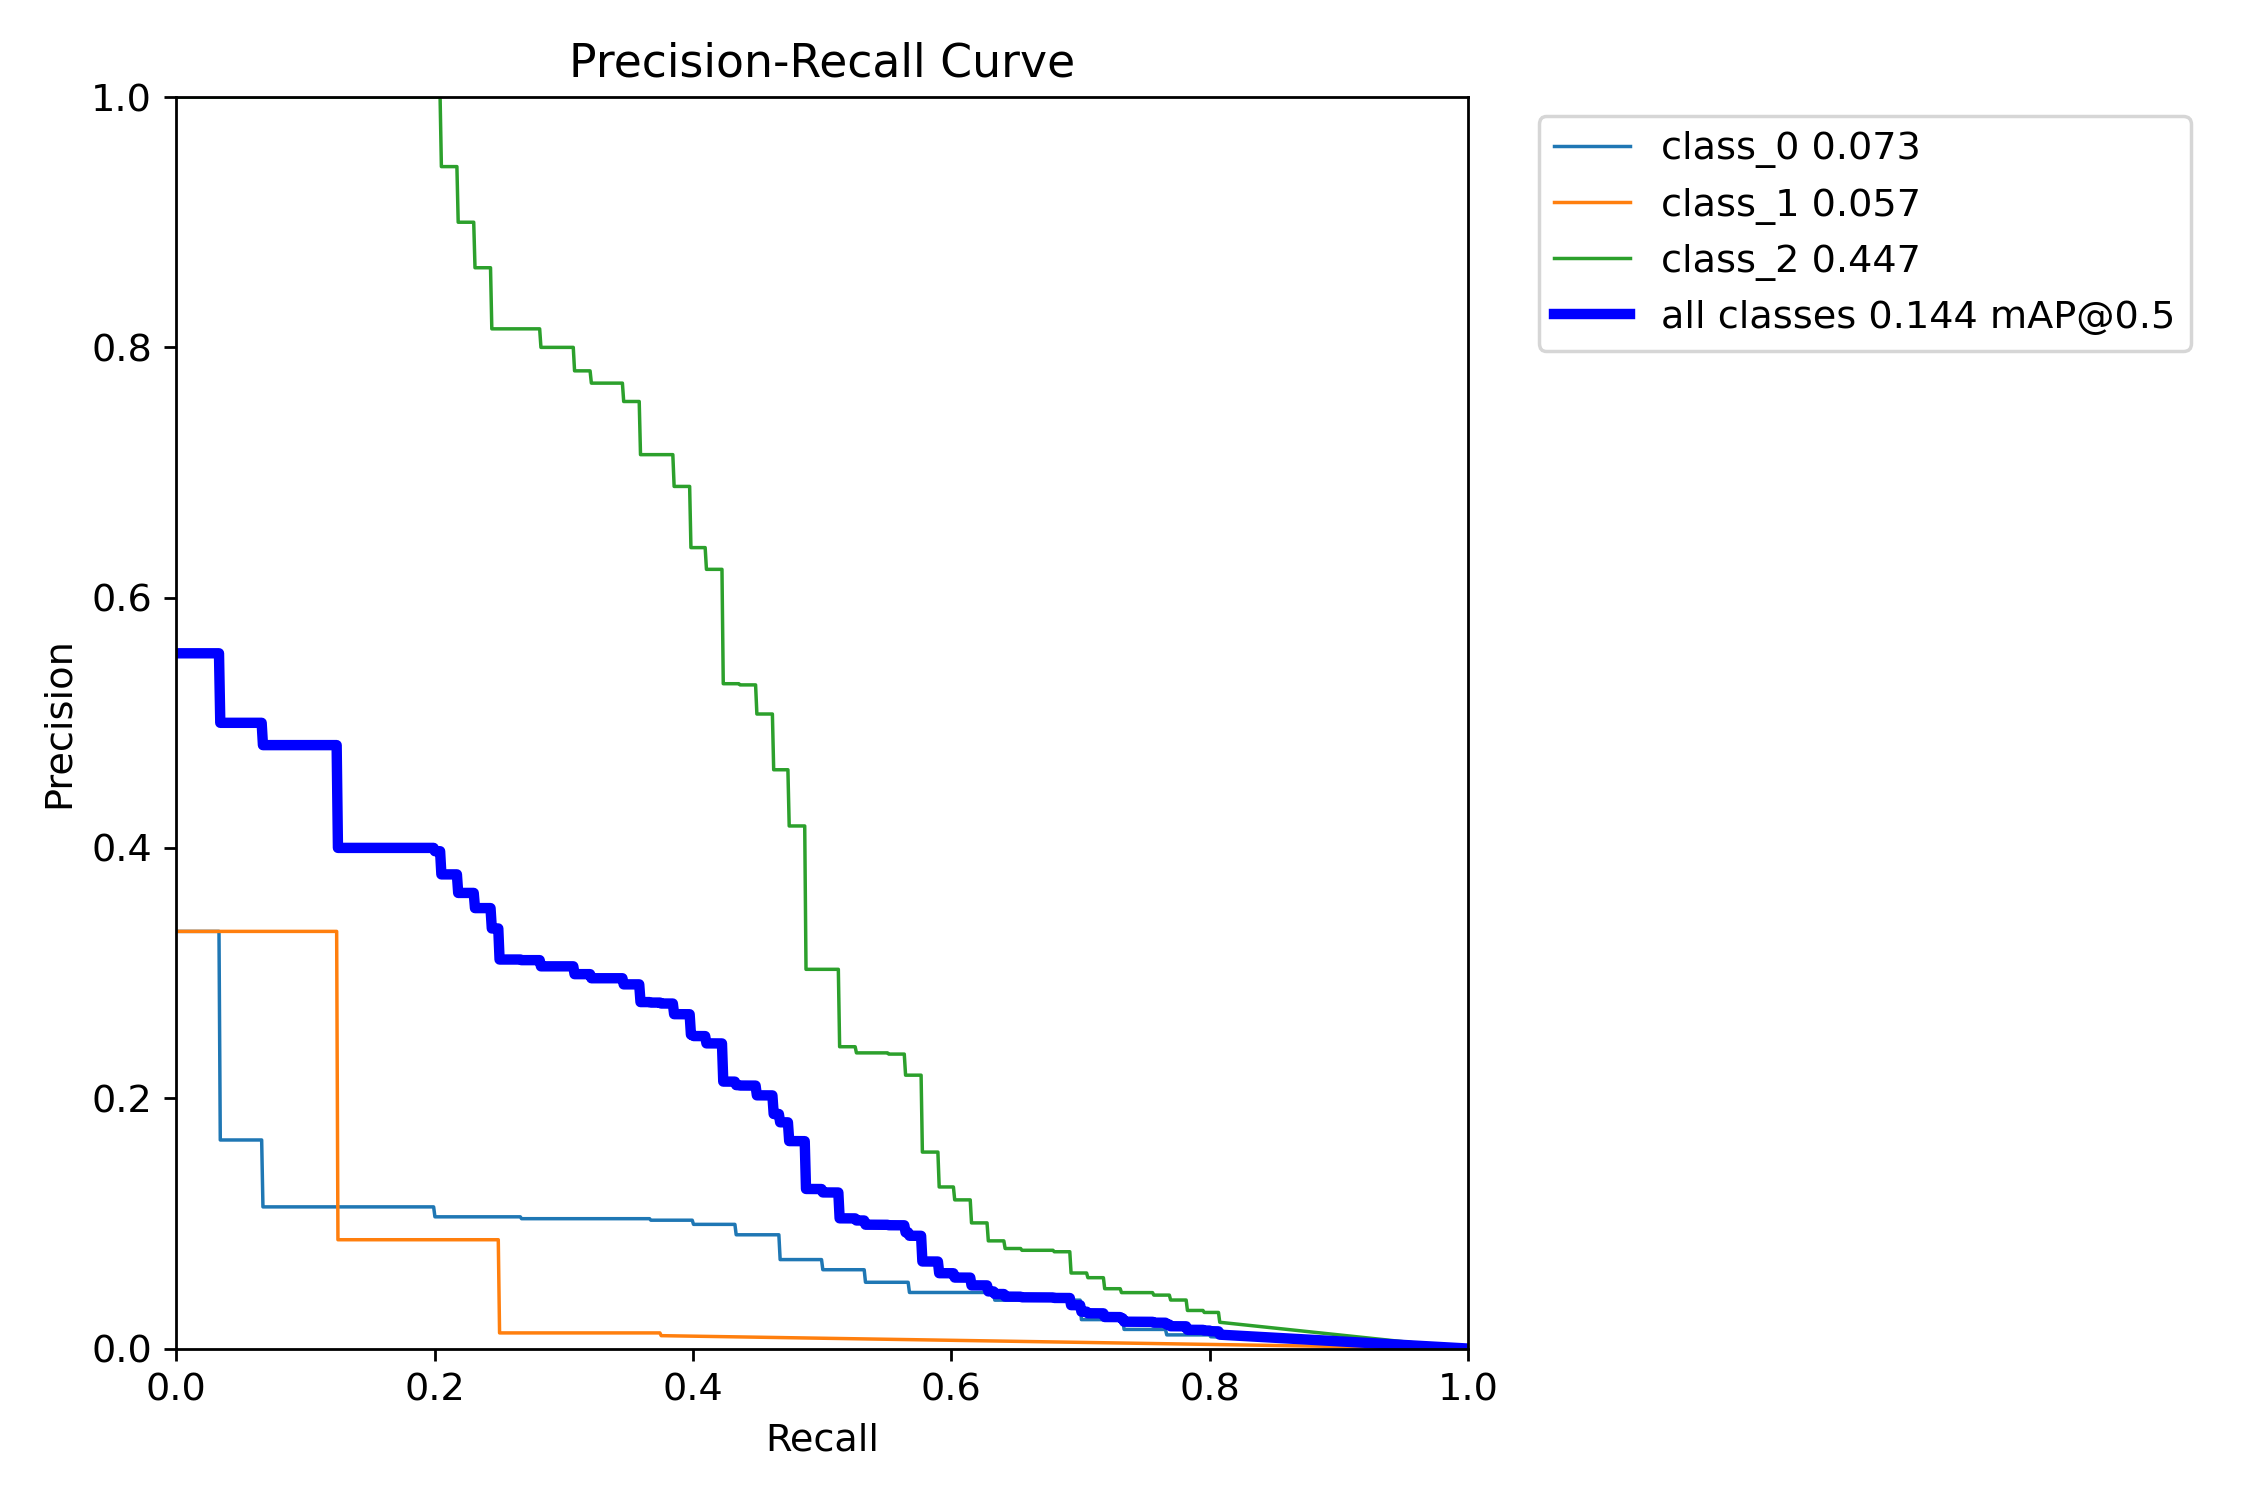 Precision-Recall Curve
1.0
0.8
0.6
0.4
0.2
0.0
Precision
0.0 0.2 0.4 0.6 0.8 1.0
Recall
class_0 0.073
class_1 0.057
class_2 0.447
all classes 0.144 mAP@0.5